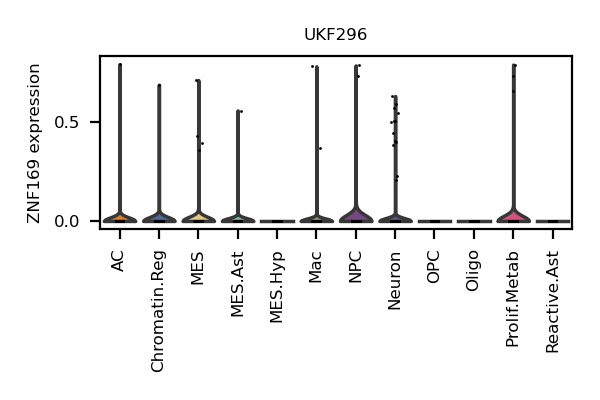 UKF296
ZNF169 expression
0.5
0.0
AC
Chromatin.Reg
MES
MES.Ast
MES.Hyp
Mac
NPC
Neuron
OPC
Oligo
Prolif.Metab
Reactive.Ast